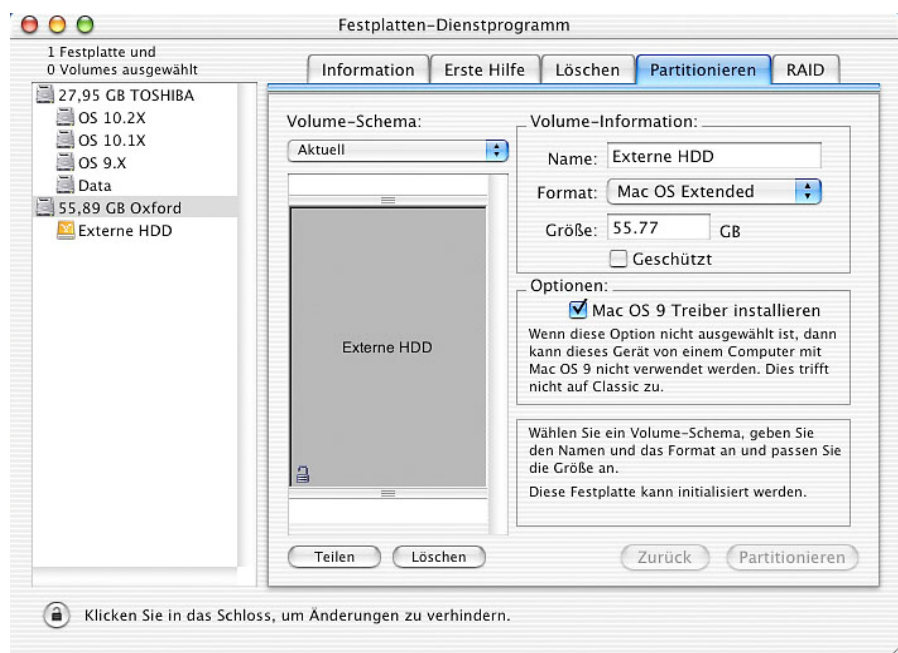 Festplatten-Dienstprogramm
1 Festplatte und
0 Volumes ausgewählt
27,95 GB TOSHIBA
OS 10.2X
OS 10.1X
OS 9.X
Data
55,89 GB Oxford
Externe HDD
Information
Erste Hilfe
Löschen
Partitionieren
RAID
Volume-Schema:
Aktuell
Externe HDD
Teilen
Löschen
Volume-Information:
Name: Externe HDD
Format: Mac OS Extended
Größe: 55.77 GB
Geschützt
Optionen:
Mac OS 9 Treiber installieren
Wenn diese Option nicht ausgewählt ist, dann
kann dieses Gerät von einem Computer mit
Mac OS 9 nicht verwendet werden. Dies trifft
nicht auf Classic zu.
Wählen Sie ein Volume-Schema, geben Sie
den Namen und das Format an und passen Sie
die Größe an.
Diese Festplatte kann initialisiert werden.
Zurück
Partitionieren
Klicken Sie in das Schloss, um Änderungen zu verhindern.